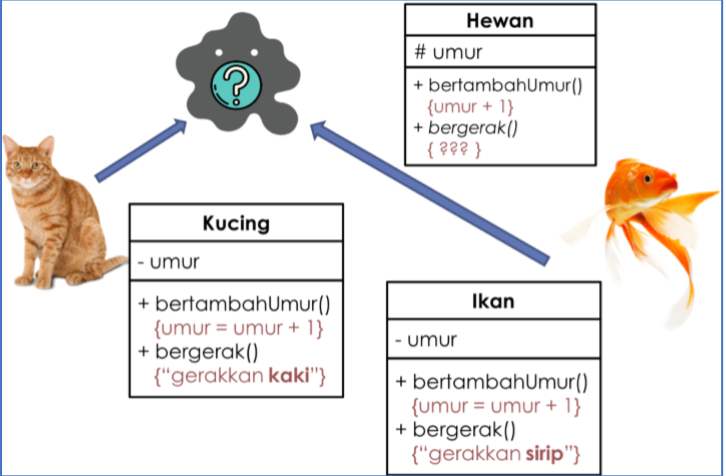 Hewan
# umur
+ bertambahUmur()
{umur + 1}
+ bergerak()
{ ??? }
?
Kucing
- umur
+ bertambahUmur()
{umur = umur + 1}
+ bergerak()
{“gerakkan kaki”}
Ikan
- umur
+ bertambahUmur()
{umur = umur + 1}
+ bergerak()
{“gerakkan sirip”}